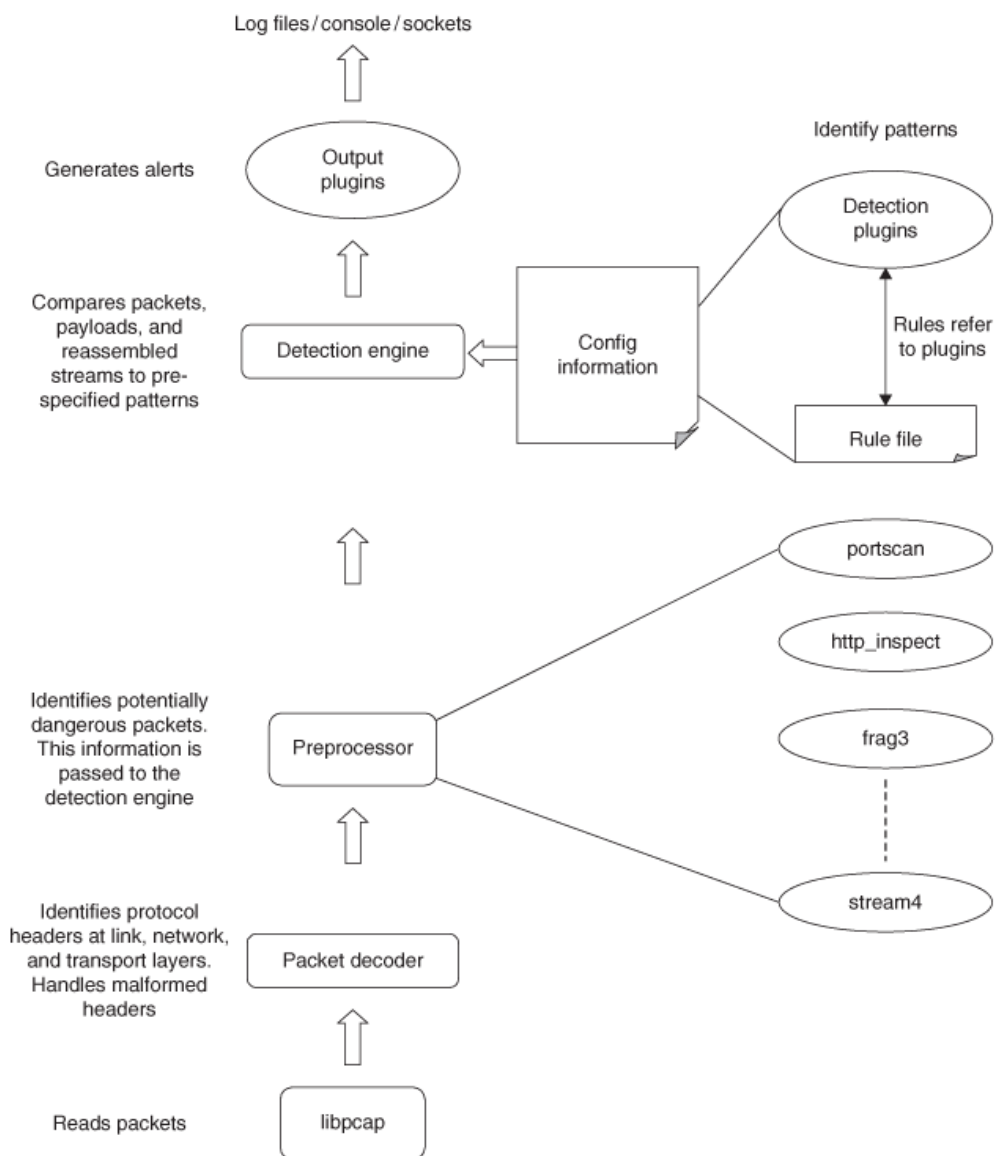 Log files/console/sockets
Generates alerts
Output
plugins
Identify patterns
Detection
plugins
Compares packets,
payloads, and
reassembled
streams to pre-
specified patterns
Detection engine
Config
information
Rules refer
to plugins
Rule file
portscan
http_inspect
frag3
stream4
Identifies potentially
dangerous packets.
This information is
passed to the
detection engine
Preprocessor
Identifies protocol
headers at link, network,
and transport layers.
Handles malformed
headers
Packet decoder
Reads packets
libpcap